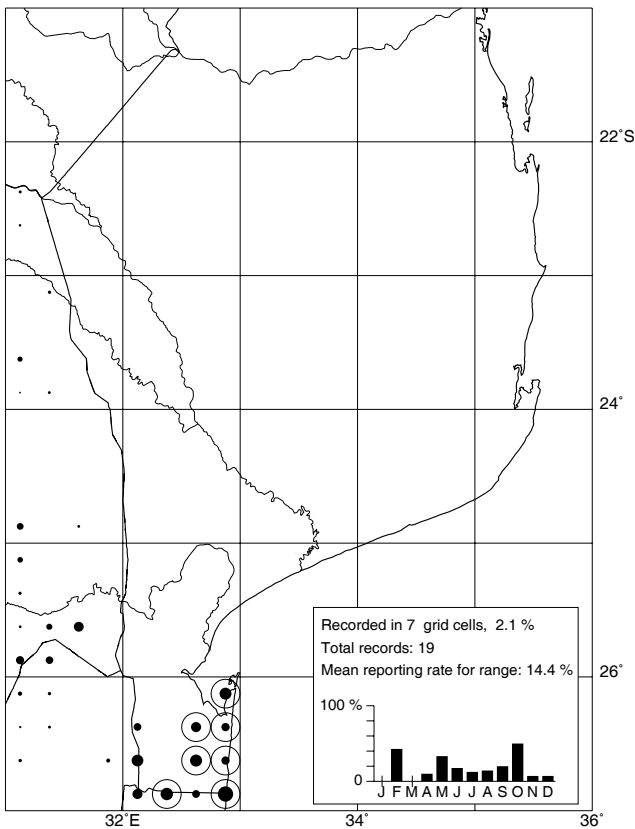 22°S
24°
Recorded in 7 grid cells, 2.1 %
Total records: 19
Mean reporting rate for range: 14.4 %
26°
100 %
0
J F M A M J J A S O N D
32°E
34°
36°